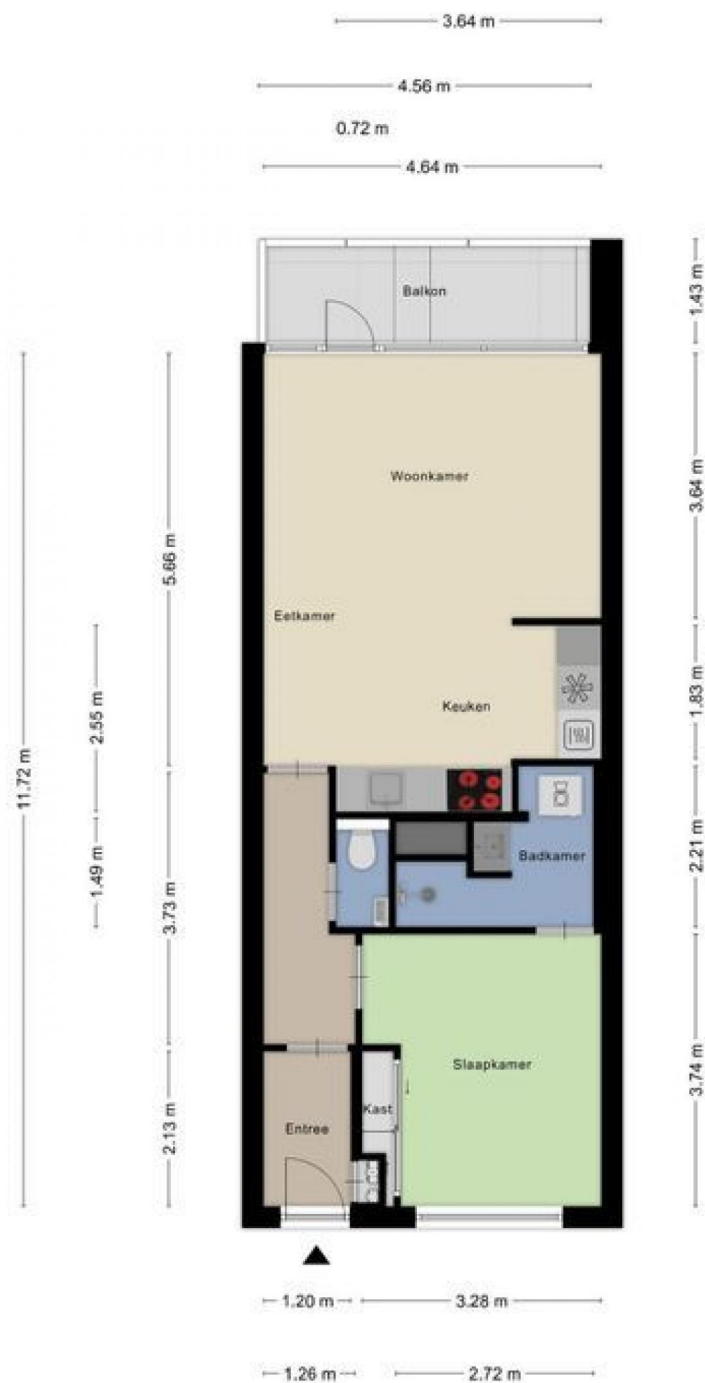 3.64 m
4.56 m
0.72 m
4.64 m
Balkon
1.43 m
Woonkamer
3.64 m
5.66 m
Eetkamer
2.55 m
Keuken
1.83 m
11.72 m
Badkamer
2.21 m
1.49 m
3.73 m
Slaapkamer
3.74 m
Kast
Entree
2.13 m
1.20 m
3.28 m
1.26 m
2.72 m